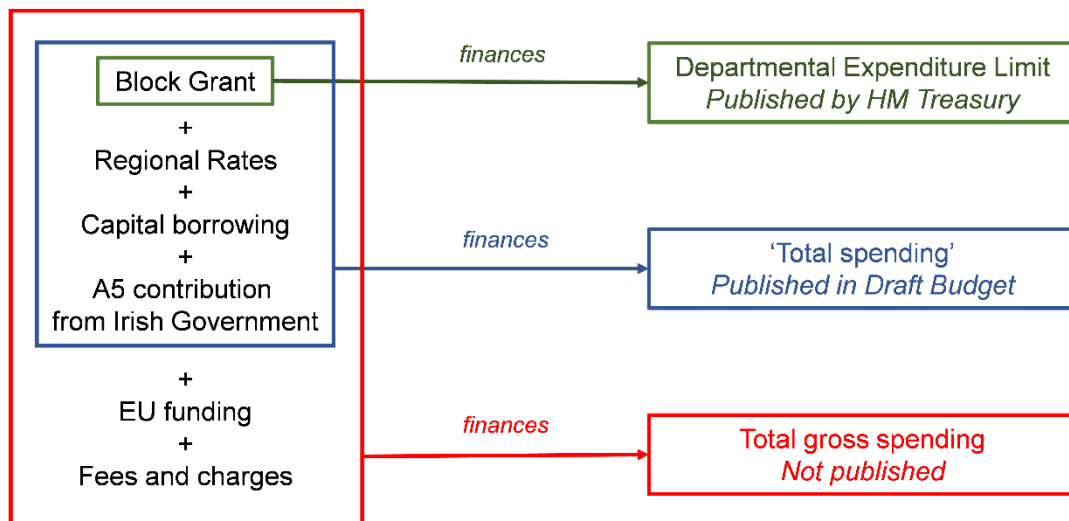 Block Grant
+
Regional Rates
+
Capital borrowing
+
A5 contribution
from Irish Government
+
EU funding
+
Fees and charges
finances
Departmental Expenditure Limit
Published by HM Treasury
finances
‘Total spending’
Published in Draft Budget
finances
Total gross spending
Not published